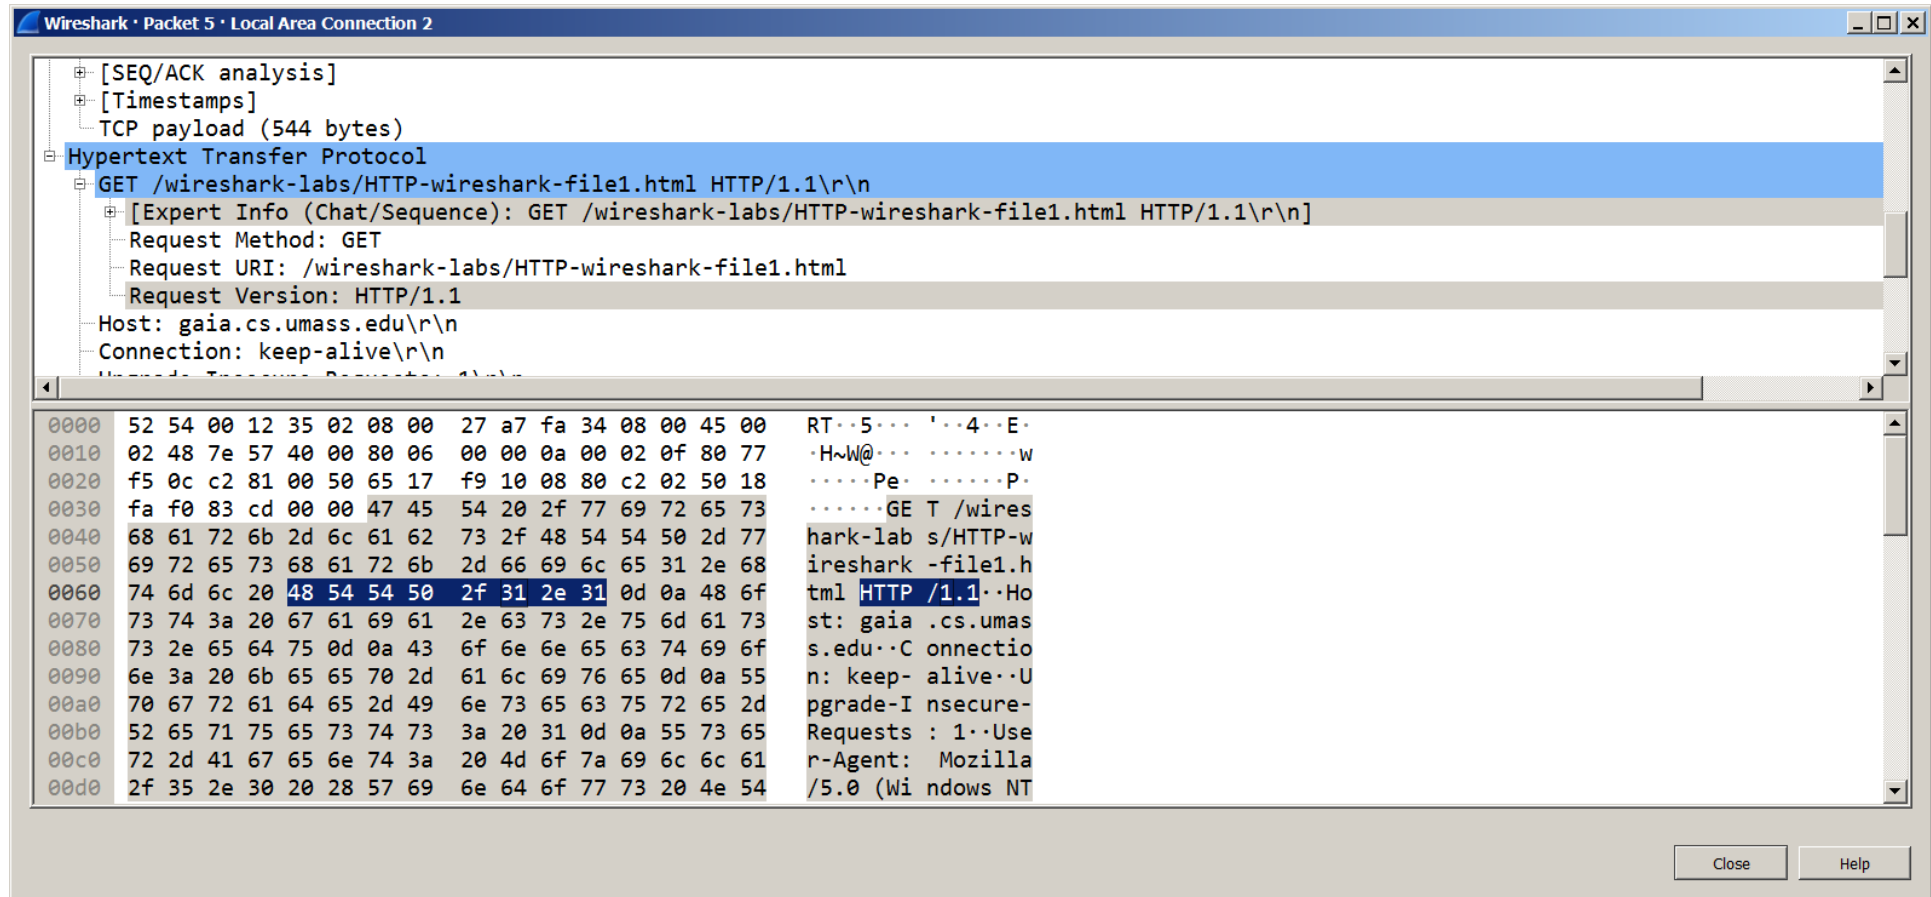 Wireshark · Packet 5 · Local Area Connection 2
[SEQ/ACK analysis]
[Timestamps]
TCP payload (544 bytes)
Hypertext Transfer Protocol
GET /wireshark-labs/HTTP-wireshark-file1.html HTTP/1.1\r\n
[Expert Info (Chat/Sequence): GET /wireshark-labs/HTTP-wireshark-file1.html HTTP/1.1\r\n]
Request Method: GET
Request URI: /wireshark-labs/HTTP-wireshark-file1.html
Request Version: HTTP/1.1
Host: gaia.cs.umass.edu\r\n
Connection: keep-alive\r\n
Upgrade-Insecure-Requests: 1\r\n
0000 52 54 00 12 35 02 08 00 27 a7 fa 34 08 00 45 00 RT··5··· '··4··E·
0010 02 48 7e 57 40 00 80 06 00 00 0a 00 02 0f 80 77 ·H~W@··· ·······w
0020 f5 0c c2 81 00 50 65 17 f9 10 08 80 c2 02 50 18 ·····Pe· ······P·
0030 fa f0 83 cd 00 00 47 45 54 20 2f 77 69 72 65 73 ······GE T /wires
0040 68 61 72 6b 2d 6c 61 62 73 2f 48 54 54 50 2d 77 hark-lab s/HTTP-w
0050 69 72 65 73 68 61 72 6b 2d 66 69 6c 65 31 2e 68 ireshark -file1.h
0060 74 6d 6c 20 48 54 54 50 2f 31 2e 31 0d 0a 48 6f tml HTTP /1.1··Ho
0070 73 74 3a 20 67 61 69 61 2e 63 73 2e 75 6d 61 73 st: gaia .cs.umas
0080 73 2e 65 64 75 0d 0a 43 6f 6e 6e 65 63 74 69 6f s.edu··C onnectio
0090 6e 3a 20 6b 65 65 70 2d 61 6c 69 76 65 0d 0a 55 n: keep- alive··U
00a0 70 67 72 61 64 65 2d 49 6e 73 65 63 75 72 65 2d pgrade-I nsecure-
00b0 52 65 71 75 65 73 74 73 3a 20 31 0d 0a 55 73 65 Requests : 1··Use
00c0 72 2d 41 67 65 6e 74 3a 20 4d 6f 7a 69 6c 6c 61 r-Agent: Mozilla
00d0 2f 35 2e 30 20 28 57 69 6e 64 6f 77 73 20 4e 54 /5.0 (Wi ndows NT
Close Help